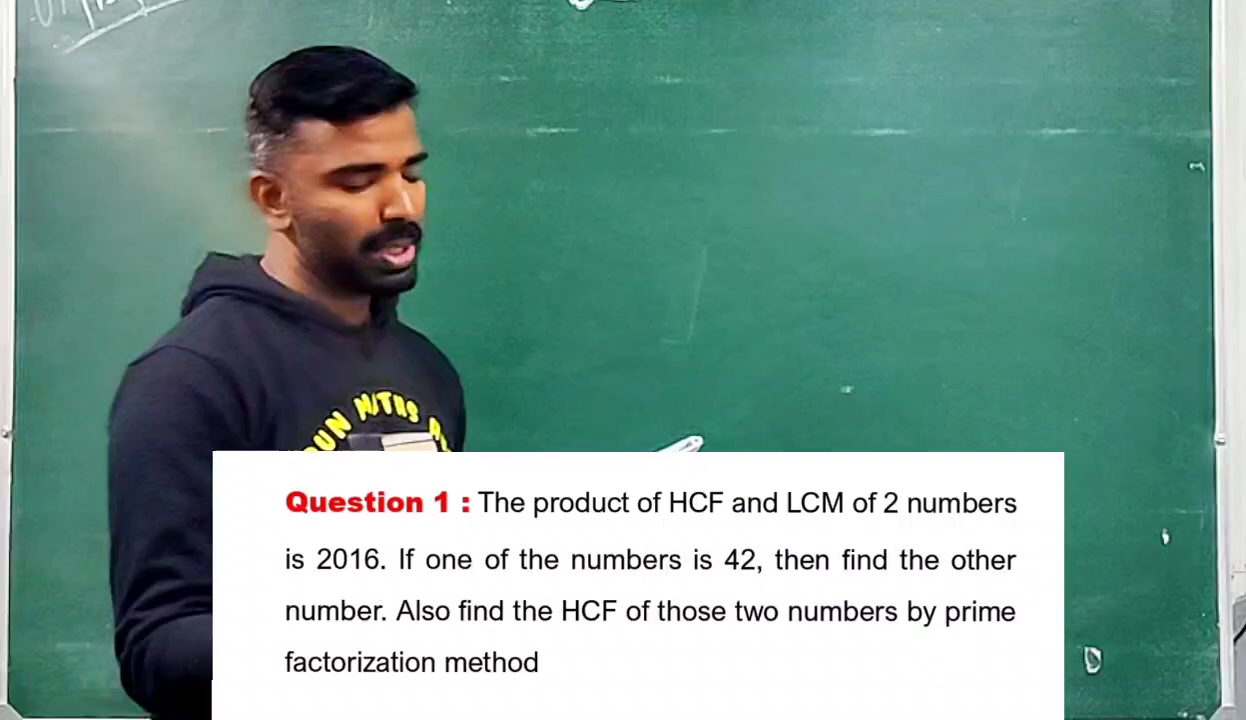 MATHS
Question 1 : The product of HCF and LCM of 2 numbers
is 2016. If one of the numbers is 42, then find the other
number. Also find the HCF of those two numbers by prime
factorization method